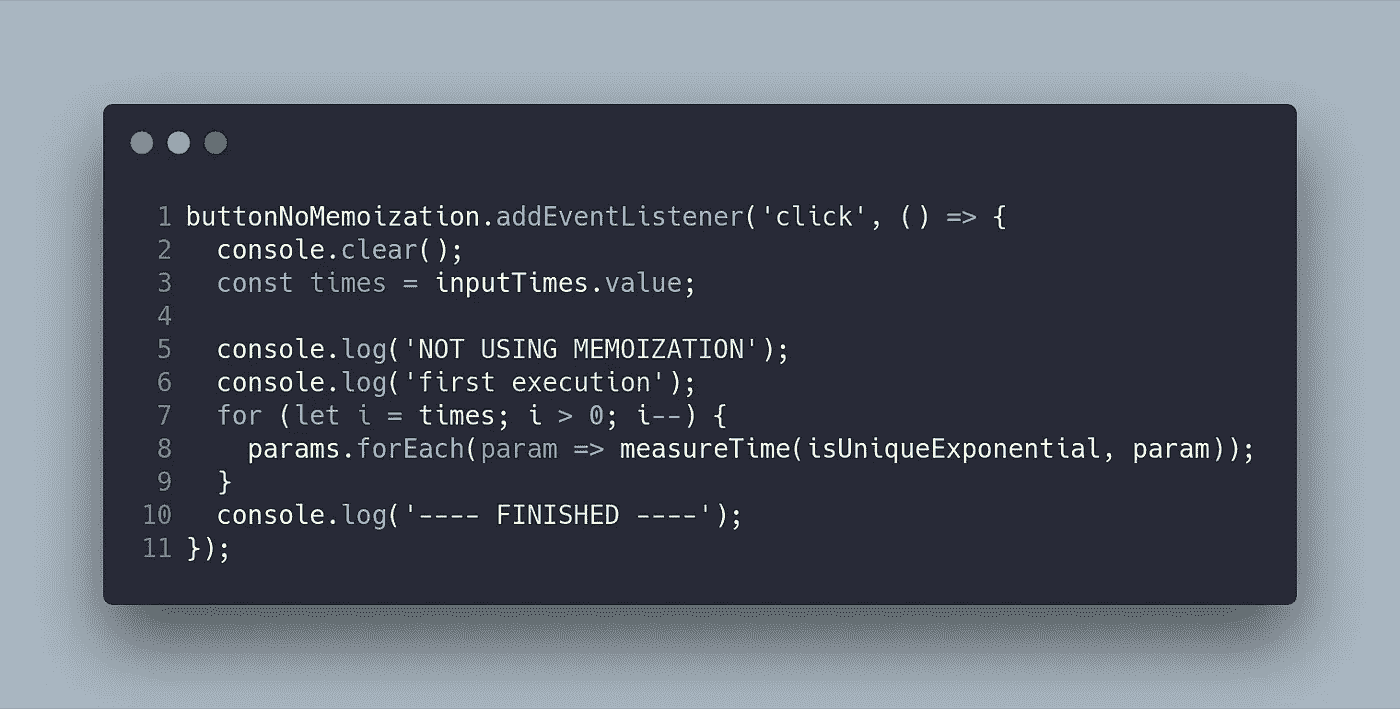 1 buttonNoMemoization.addEventListener('click', () => {
2   console.clear();
3   const times = inputTimes.value;
4
5   console.log('NOT USING MEMOIZATION');
6   console.log('first execution');
7   for (let i = times; i > 0; i--) {
8     params.forEach(param => measureTime(isUniqueExponential, param));
9   }
10   console.log('---- FINISHED ----');
11 });